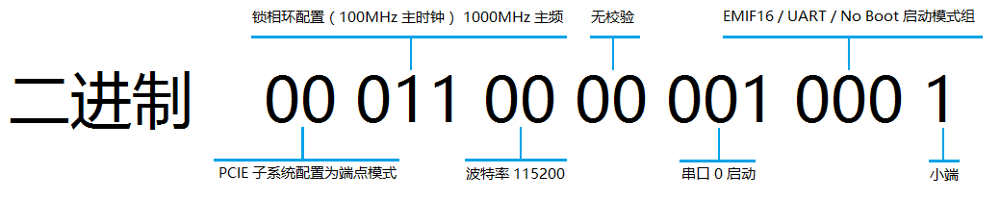 锁相环配置（100MHz 主时钟） 1000MHz 主频 无校验 EMIF16 / UART / No Boot 启动模式组
二进制 00 011 00 00 001 000 1
PCIE 子系统配置为端点模式 波特率 115200 串口 0 启动 小端